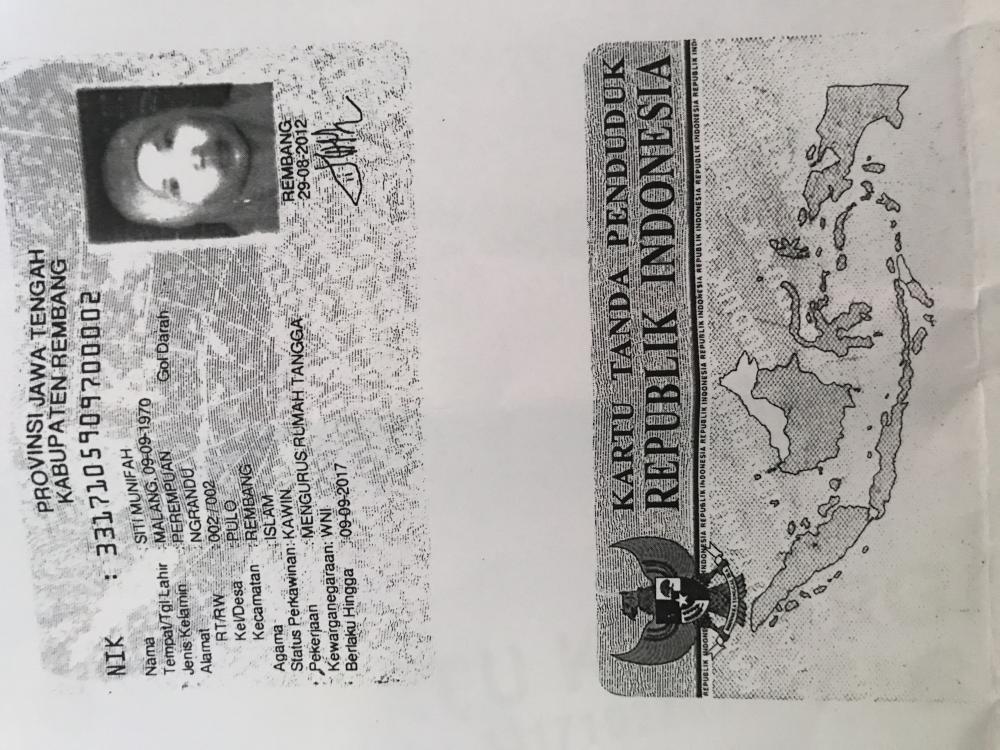 PROVINSI JAWA TENGAH
KABUPATEN REMBANG
NIK : 3317105909700002
Nama : SITI MUNIFAH
Tempat/Tgl Lahir : MALANG, 09-09-1970
Jenis Kelamin : PEREMPUAN Gol Darah
Alamat : NGRANDU
RT/RW : 002 / 002
Kel/Desa : PULO
Kecamatan : REMBANG
Agama : ISLAM
Status Perkawinan: KAWIN
Pekerjaan : MENGURUS RUMAH TANGGA
Kewarganegaraan: WNI
Berlaku Hingga : 09-09-2017
REMBANG
29-08-2012
KARTU TANDA PENDUDUK
REPUBLIK INDONESIA
REPUBLIK INDONESIA REPUBLIK INDONESIA REPUBLIK INDONESIA REPUBLIK INDONESIA REPUBLIK INDONESIA REPUBLIK INDONESIA REPUBLIK IND